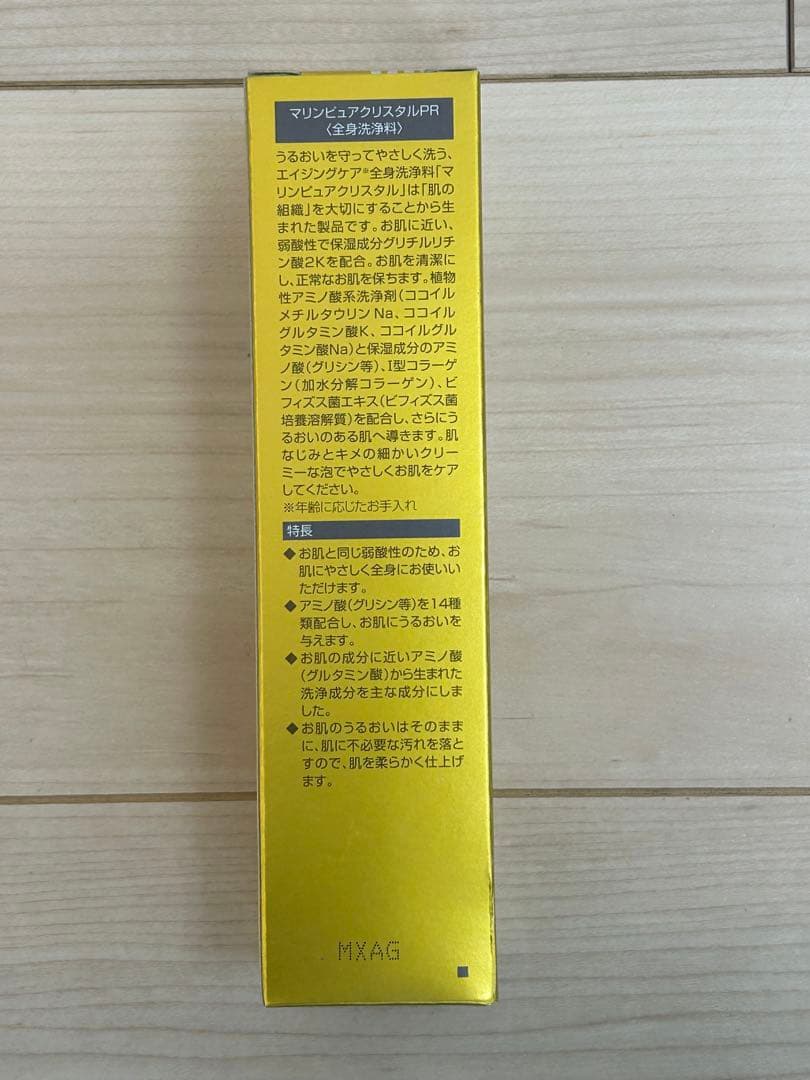 マリンピュアクリスタルPR
〈全身洗浄料〉
うるおいを守ってやさしく洗う、
エイジングケア※全身洗浄料「マ
リンピュアクリスタル」は「肌の
組織」を大切にすることから生
まれた製品です。お肌に近い、
弱酸性で保湿成分グリチルリチ
ン酸2Kを配合。お肌を清潔に
し、正常なお肌を保ちます。植物
性アミノ酸系洗浄剤（ココイル
メチルタウリンNa、ココイル
グルタミン酸K、ココイルグル
タミン酸Na）と保湿成分のアミ
ノ酸（グリシン等）、I型コラーゲ
ン（加水分解コラーゲン）、ビ
フィズス菌エキス（ビフィズス菌
培養溶解質）を配合し、さらにう
るおいのある肌へ導きます。肌
なじみとキメの細かいクリー
ミーな泡でやさしくお肌をケア
してください。
※年齢に応じたお手入れ
特長
◆お肌と同じ弱酸性のため、お
肌にやさしく全身にお使いい
ただけます。
◆アミノ酸（グリシン等）を14種
類配合し、お肌にうるおいを
与えます。
◆お肌の成分に近いアミノ酸
（グルタミン酸）から生まれた
洗浄成分を主な成分にしま
した。
◆お肌のうるおいはそのまま
に、肌に不必要な汚れを落と
すので、肌を柔らかく仕上げ
ます。
MXAG